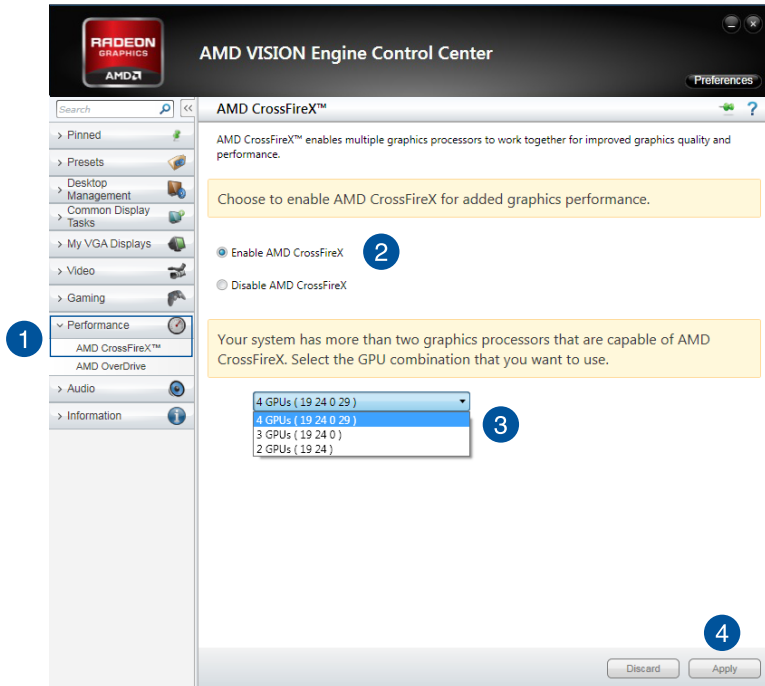 RADEON
GRAPHICS
AMD
AMD VISION Engine Control Center
Preferences
Search
<<
AMD CrossFireX™
?
> Pinned
> Presets
> Desktop
Management
> Common Display
Tasks
> My VGA Displays
> Video
> Gaming
1
Performance
AMD CrossFireX™
AMD OverDrive
> Audio
> Information
AMD CrossFireX™ enables multiple graphics processors to work together for improved graphics quality and
performance.
Choose to enable AMD CrossFireX for added graphics performance.
Enable AMD CrossFireX
2
Disable AMD CrossFireX
Your system has more than two graphics processors that are capable of AMD
CrossFireX. Select the GPU combination that you want to use.
4 GPUs ( 19 24 0 29 )
4 GPUs ( 19 24 0 29 )
3 GPUs ( 19 24 0 )
2 GPUs ( 19 24 )
3
4
Discard
Apply